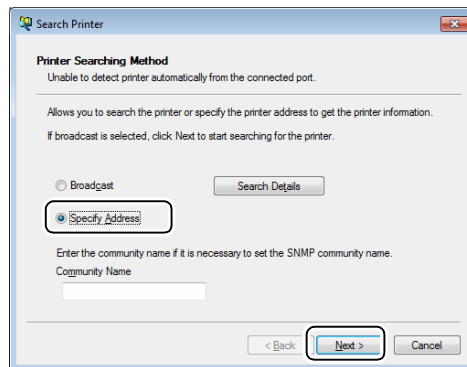 Search Printer
Printer Searching Method
Unable to detect printer automatically from the connected port.
Allows you to search the printer or specify the printer address to get the printer information.
If broadcast is selected, click Next to start searching for the printer.
Broadcast
Search Details
Specify Address
Enter the community name if it is necessary to set the SNMP community name.
Community Name
< Back
Next >
Cancel